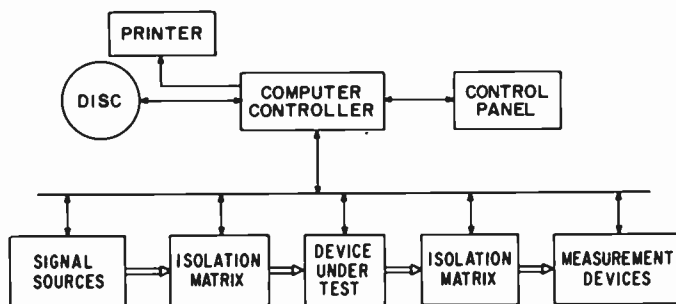 PRINTER
DISC
COMPUTER
CONTROLLER
CONTROL
PANEL
SIGNAL
SOURCES
ISOLATION
MATRIX
DEVICE
UNDER
TEST
ISOLATION
MATRIX
MEASUREMENT
DEVICES